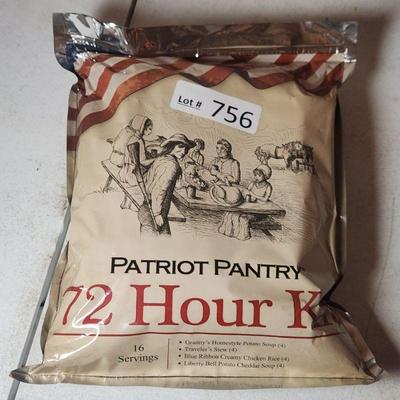 Lot # 756
PATRIOT PANTRY
72 Hour K
16
Servings
• Granny's Homestyle Potato Soup (4)
• Traveler's Stew (4)
• Blue Ribbon Creamy Chicken Rice (4)
• Liberty Bell Potato Cheddar Soup (4)